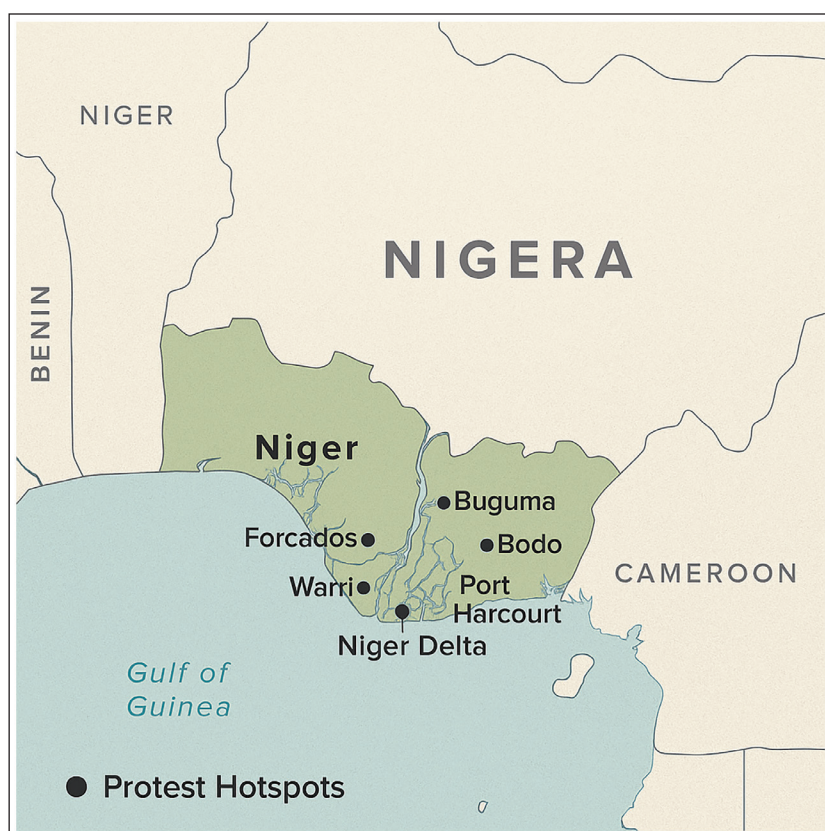 NIGER
NIGERA
BENIN
Niger
Buguma
Forcados
Bodo
CAMEROON
Warri
Port
Harcourt
Niger Delta
Gulf of
Guinea
Protest Hotspots